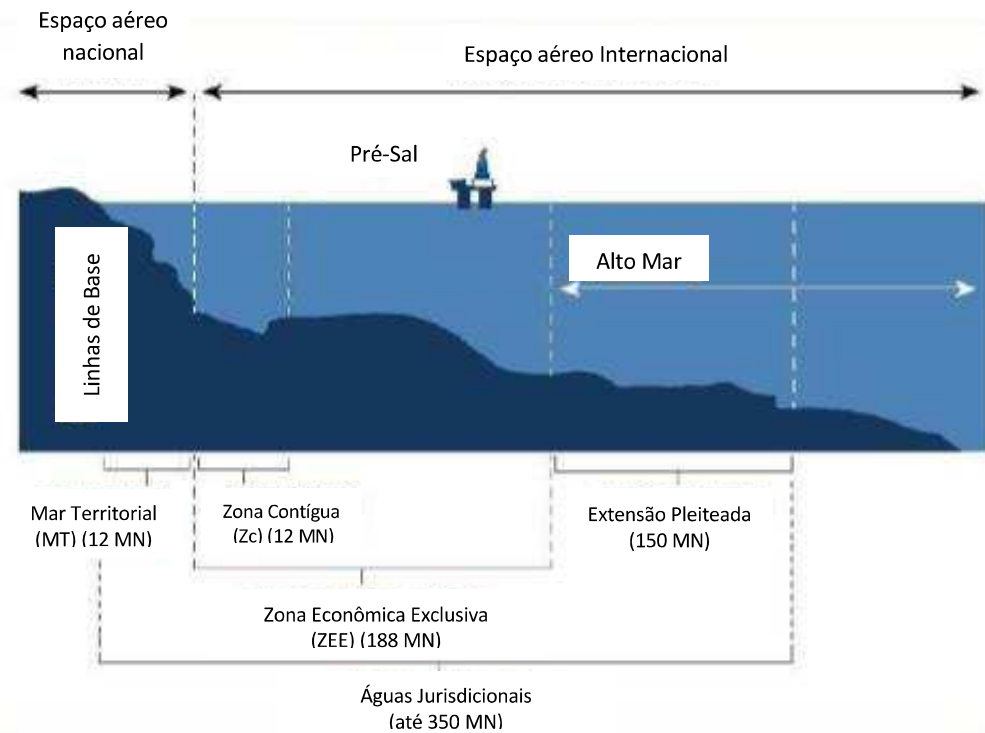 Espaço aéreo
nacional
Espaço aéreo Internacional
Pré-Sal
Alto Mar
Linhas de Base
Mar Territorial
(MT) (12 MN)
Zona Contígua
(Zc) (12 MN)
Extensão Pleiteada
(150 MN)
Zona Econômica Exclusiva
(ZEE) (188 MN)
Águas Jurisdicionais
(até 350 MN)